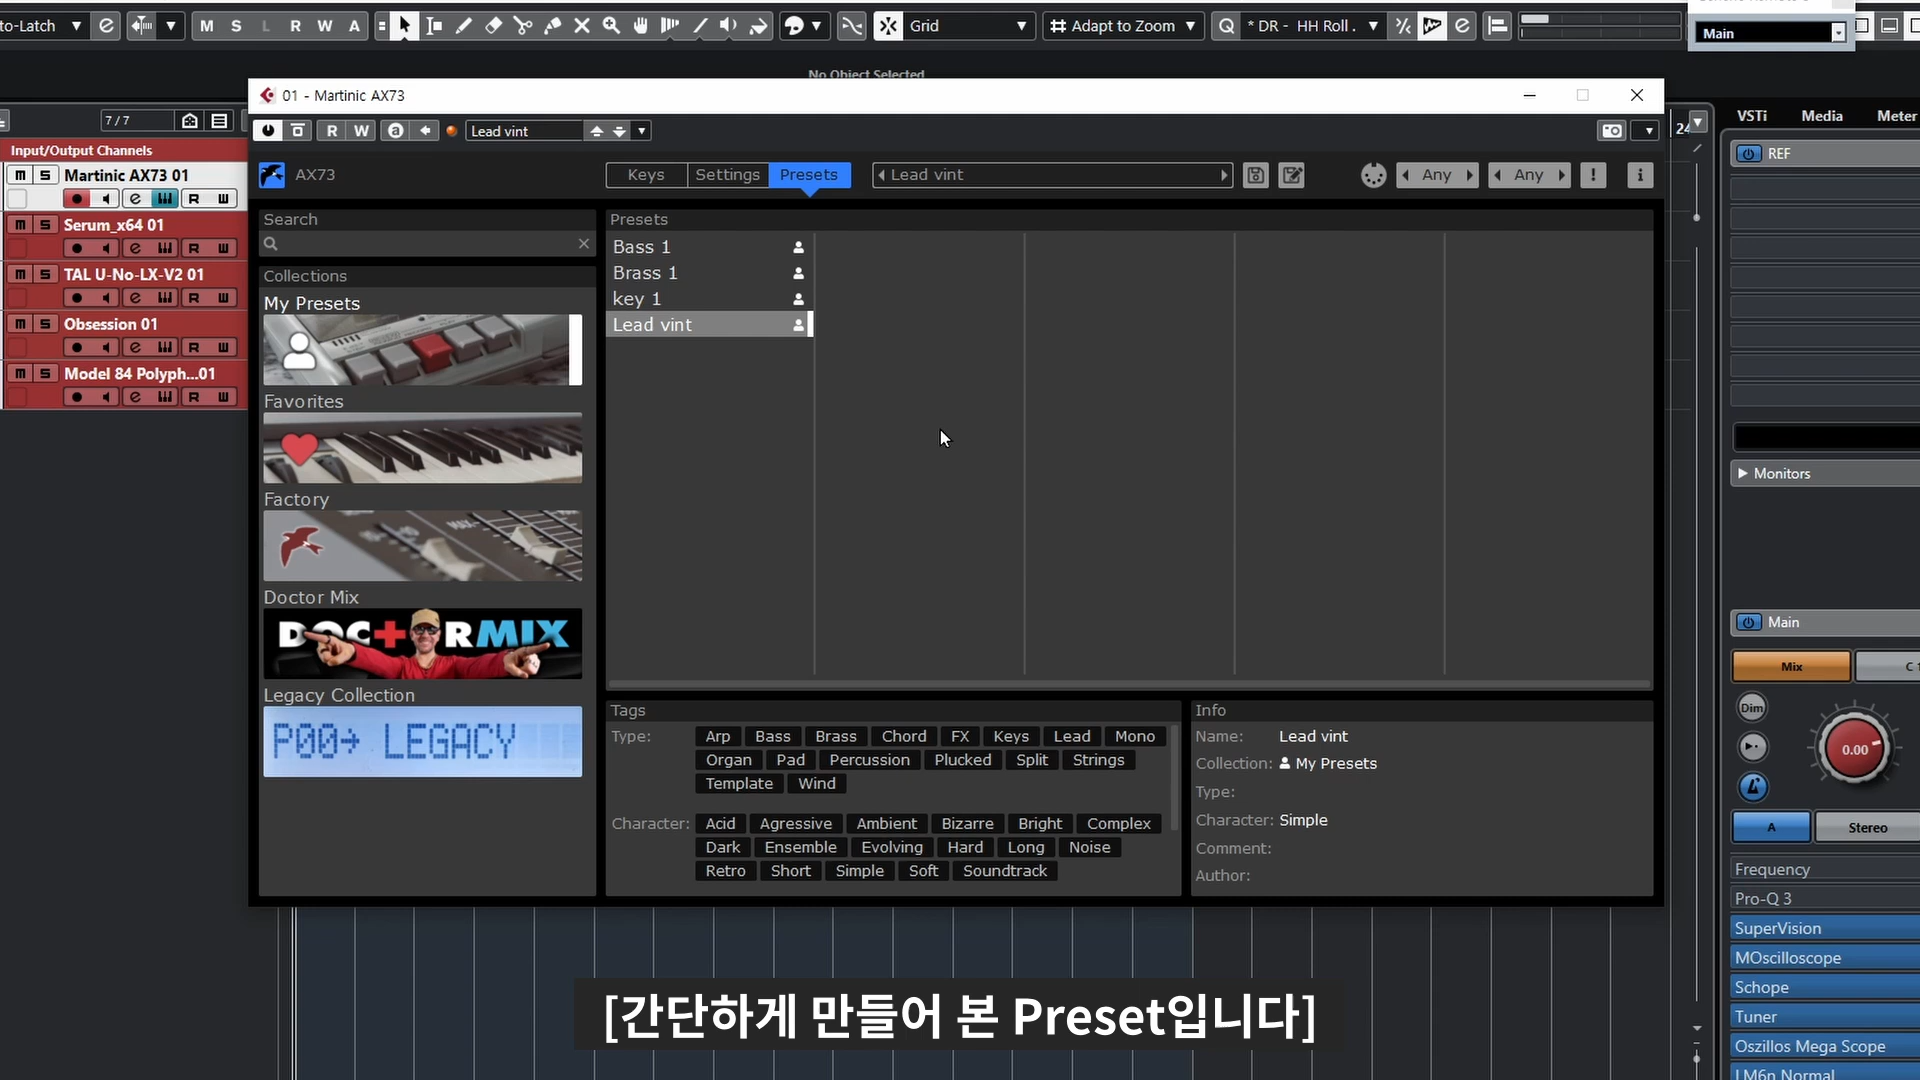 to-Latch
M S L R W A
Grid
Adapt to Zoom
Q
* DR - HH Roll .
Main
No Object Selected
01 - Martinic AX73
7/7
R W
Lead vint
24
VSTi Media Meter
Input/Output Channels
REF
AX73
Keys Settings Presets
Lead vint
Any
Any
!
i
m S Martinic AX73 01
R W
m S Serum_x64 01
R W
m S TAL U-No-LX-V2 01
R W
m S Obsession 01
R W
m S Model 84 Polyph...01
R W
Search
Collections
My Presets
Favorites
Factory
Doctor Mix
DOCTORMIX
Legacy Collection
P00→ LEGACY
Presets
Bass 1
Brass 1
key 1
Lead vint
Tags
Type: Arp Bass Brass Chord FX Keys Lead Mono
Organ Pad Percussion Plucked Split Strings
Template Wind
Character: Acid Agressive Ambient Bizarre Bright Complex
Dark Ensemble Evolving Hard Long Noise
Retro Short Simple Soft Soundtrack
Info
Name: Lead vint
Collection: My Presets
Type:
Character: Simple
Comment:
Author:
Monitors
Main
Mix
C 1
Dim
0.00
A Stereo
Frequency
Pro-Q 3
SuperVision
MOscilloscope
Schope
Tuner
Oszillos Mega Scope
LM6n Normal
[간단하게 만들어 본 Preset입니다]